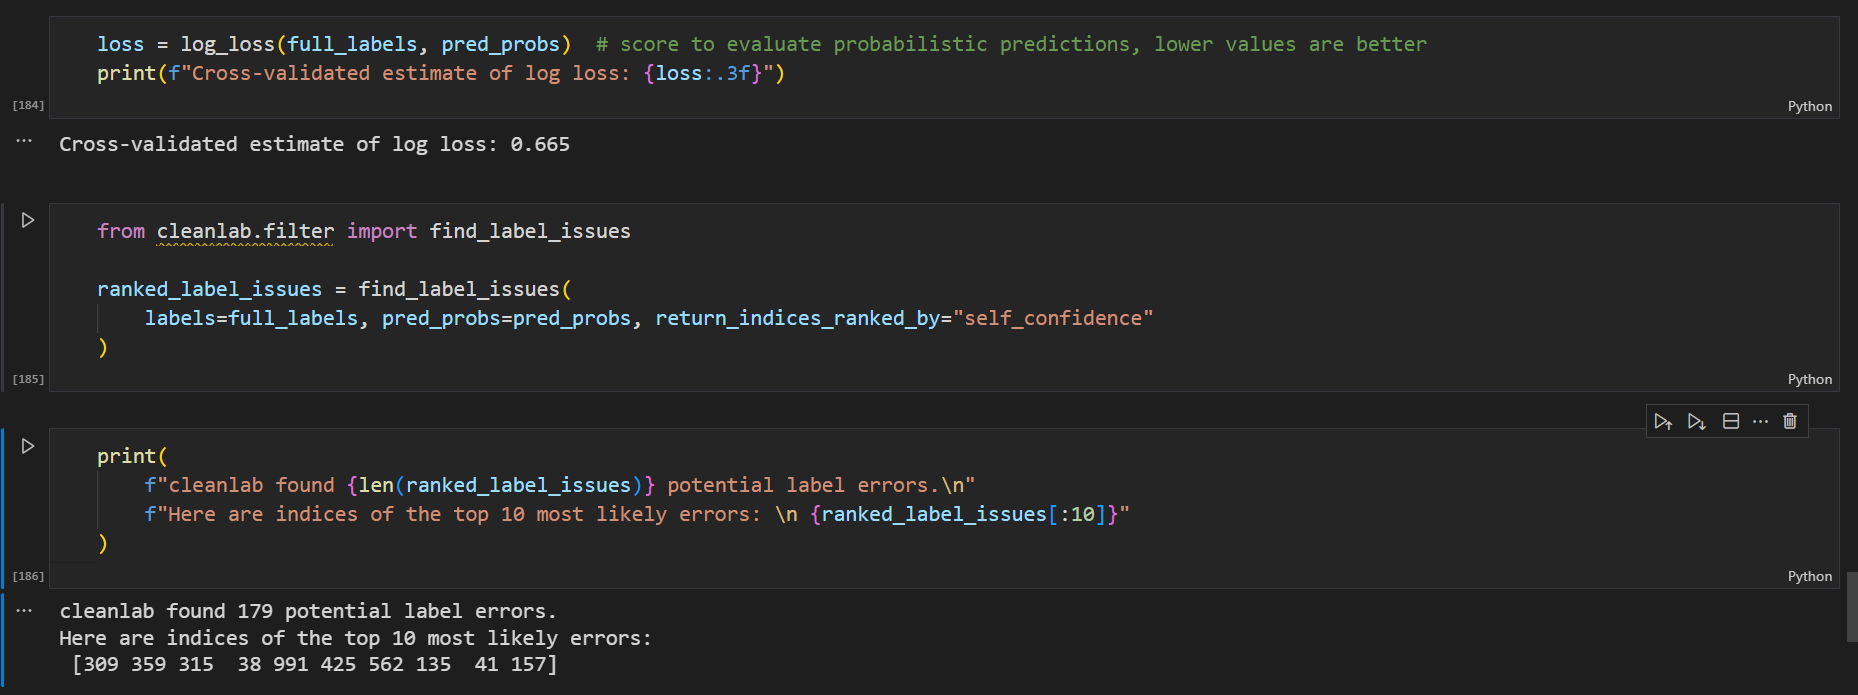 loss = log_loss(full_labels, pred_probs)  # score to evaluate probabilistic predictions, lower values are better
print(f"Cross-validated estimate of log loss: {loss:.3f}")
[184]
Python
... Cross-validated estimate of log loss: 0.665
from cleanlab.filter import find_label_issues
ranked_label_issues = find_label_issues(
    labels=full_labels, pred_probs=pred_probs, return_indices_ranked_by="self_confidence"
)
[185]
Python
print(
    f"cleanlab found {len(ranked_label_issues)} potential label errors.\n"
    f"Here are indices of the top 10 most likely errors: \n {ranked_label_issues[:10]}"
)
[186]
Python
... cleanlab found 179 potential label errors.
Here are indices of the top 10 most likely errors:
 [309 359 315  38 991 425 562 135  41 157]